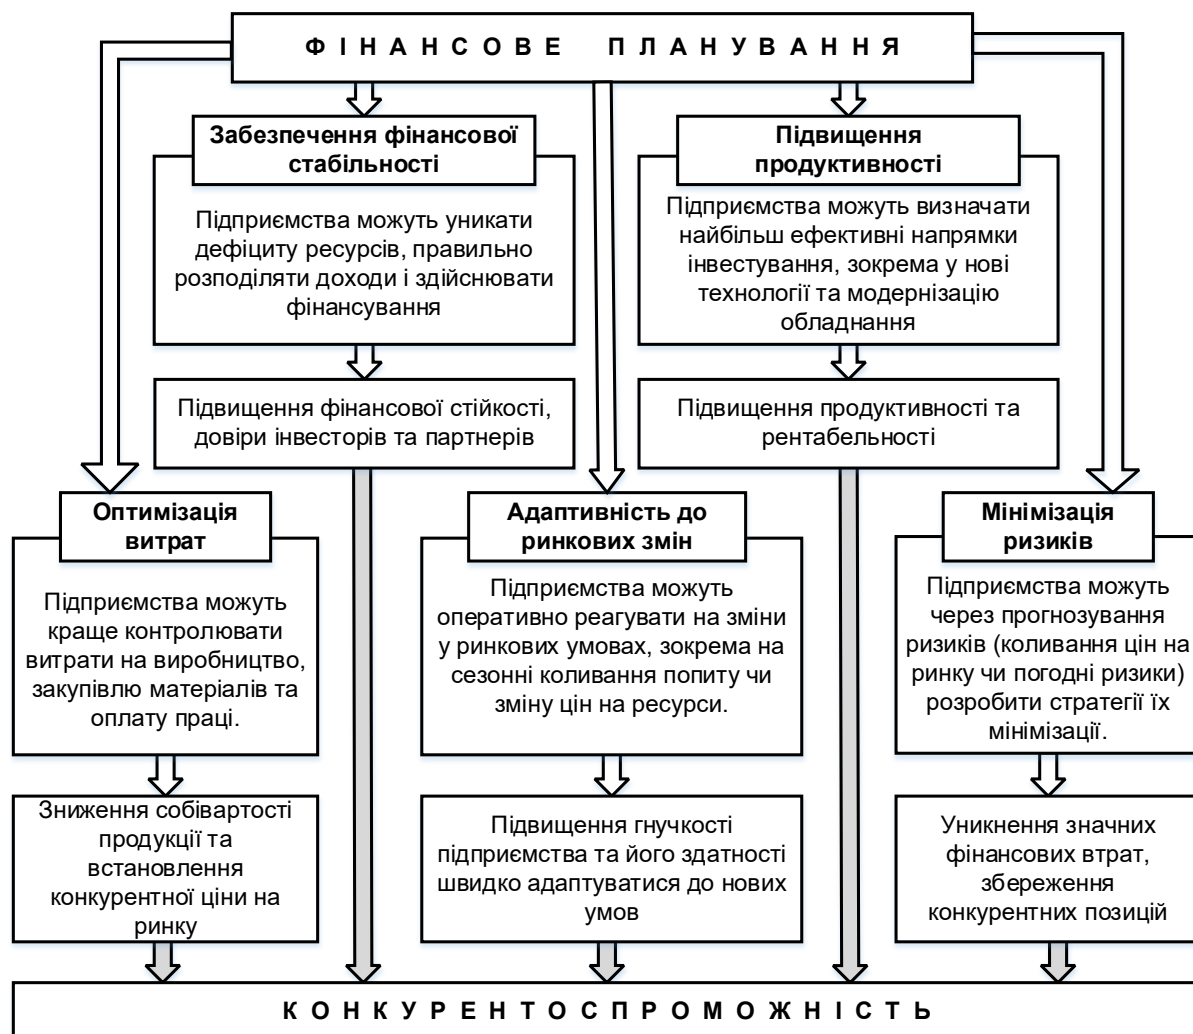 Ф І Н А Н С О В Е П Л А Н У В А Н Н Я
Забезпечення фінансової
стабільності
Підприємства можуть уникати
дефіциту ресурсів, правильно
розподіляти доходи і здійснювати
фінансування
Підвищення фінансової стійкості,
довіри інвесторів та партнерів
Підвищення
продуктивності
Підприємства можуть визначати
найбільш ефективні напрямки
інвестування, зокрема у нові
технології та модернізацію
обладнання
Підвищення продуктивності та
рентабельності
Оптимізація
витрат
Підприємства можуть
краще контролювати
витрати на виробництво,
закупівлю матеріалів та
оплату праці.
Зниження собівартості
продукції та
встановлення
конкурентної ціни на
ринку
Адаптивність до
ринкових змін
Підприємства можуть
оперативно реагувати на зміни
у ринкових умовах, зокрема на
сезонні коливання попиту чи
зміну цін на ресурси.
Підвищення гнучкості
підприємства та його здатності
швидко адаптуватися до нових
умов
Мінімізація
ризиків
Підприємства можуть
через прогнозування
ризиків (коливання цін на
ринку чи погодні ризики)
розробити стратегії їх
мінімізації.
Уникнення значних
фінансових втрат,
збереження
конкурентних позицій
К О Н К У Р Е Н Т О С П Р О М О Ж Н І С Т Ь